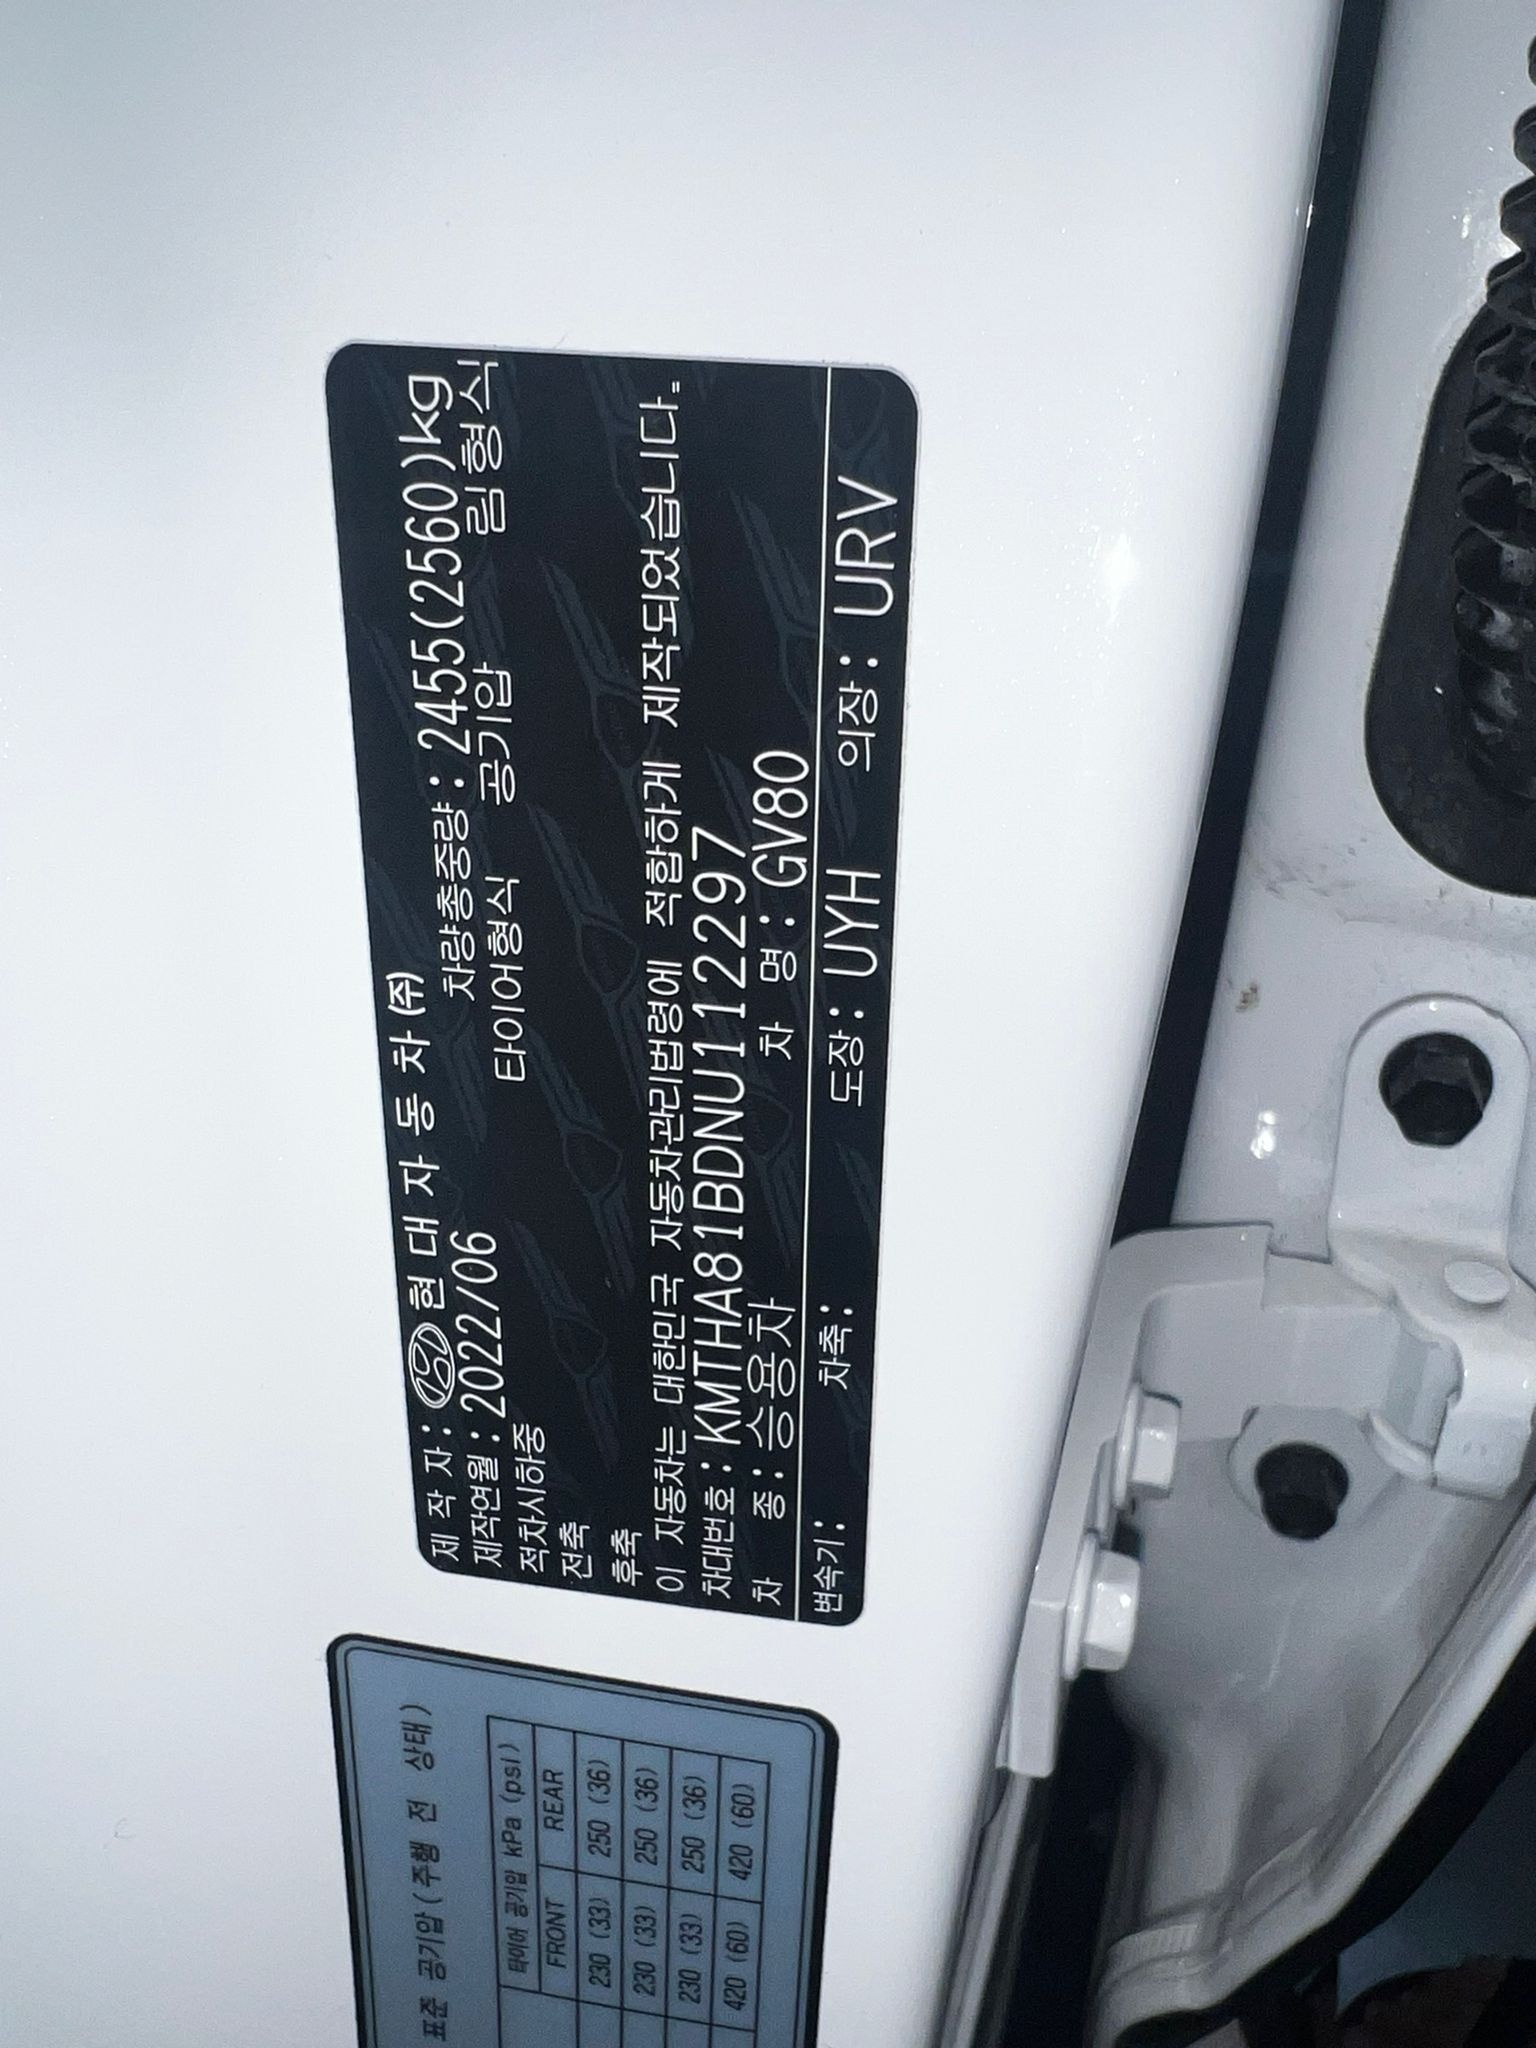 제 작 자 : 현 대 자 동 차 (주)
제작연월 : 2022/06 차량총중량 : 2455(2560)kg
적차시하중 타이어형식 공기압 림형식
전축
후축
이 자동차는 대한민국 자동차관리법령에 적합하게 제작되었습니다.
차대번호 : KMTHA81BDNU112297
차 종 : 승용차 차 명 : GV80
변속기 : 차축 : 도장 : UYH 의장 : URV
표준 공기압 (주행 전 상태)
타이어 공기압 kPa (psi)
FRONT REAR
230 (33) 250 (36)
230 (33) 250 (36)
230 (33) 250 (36)
420 (60) 420 (60)